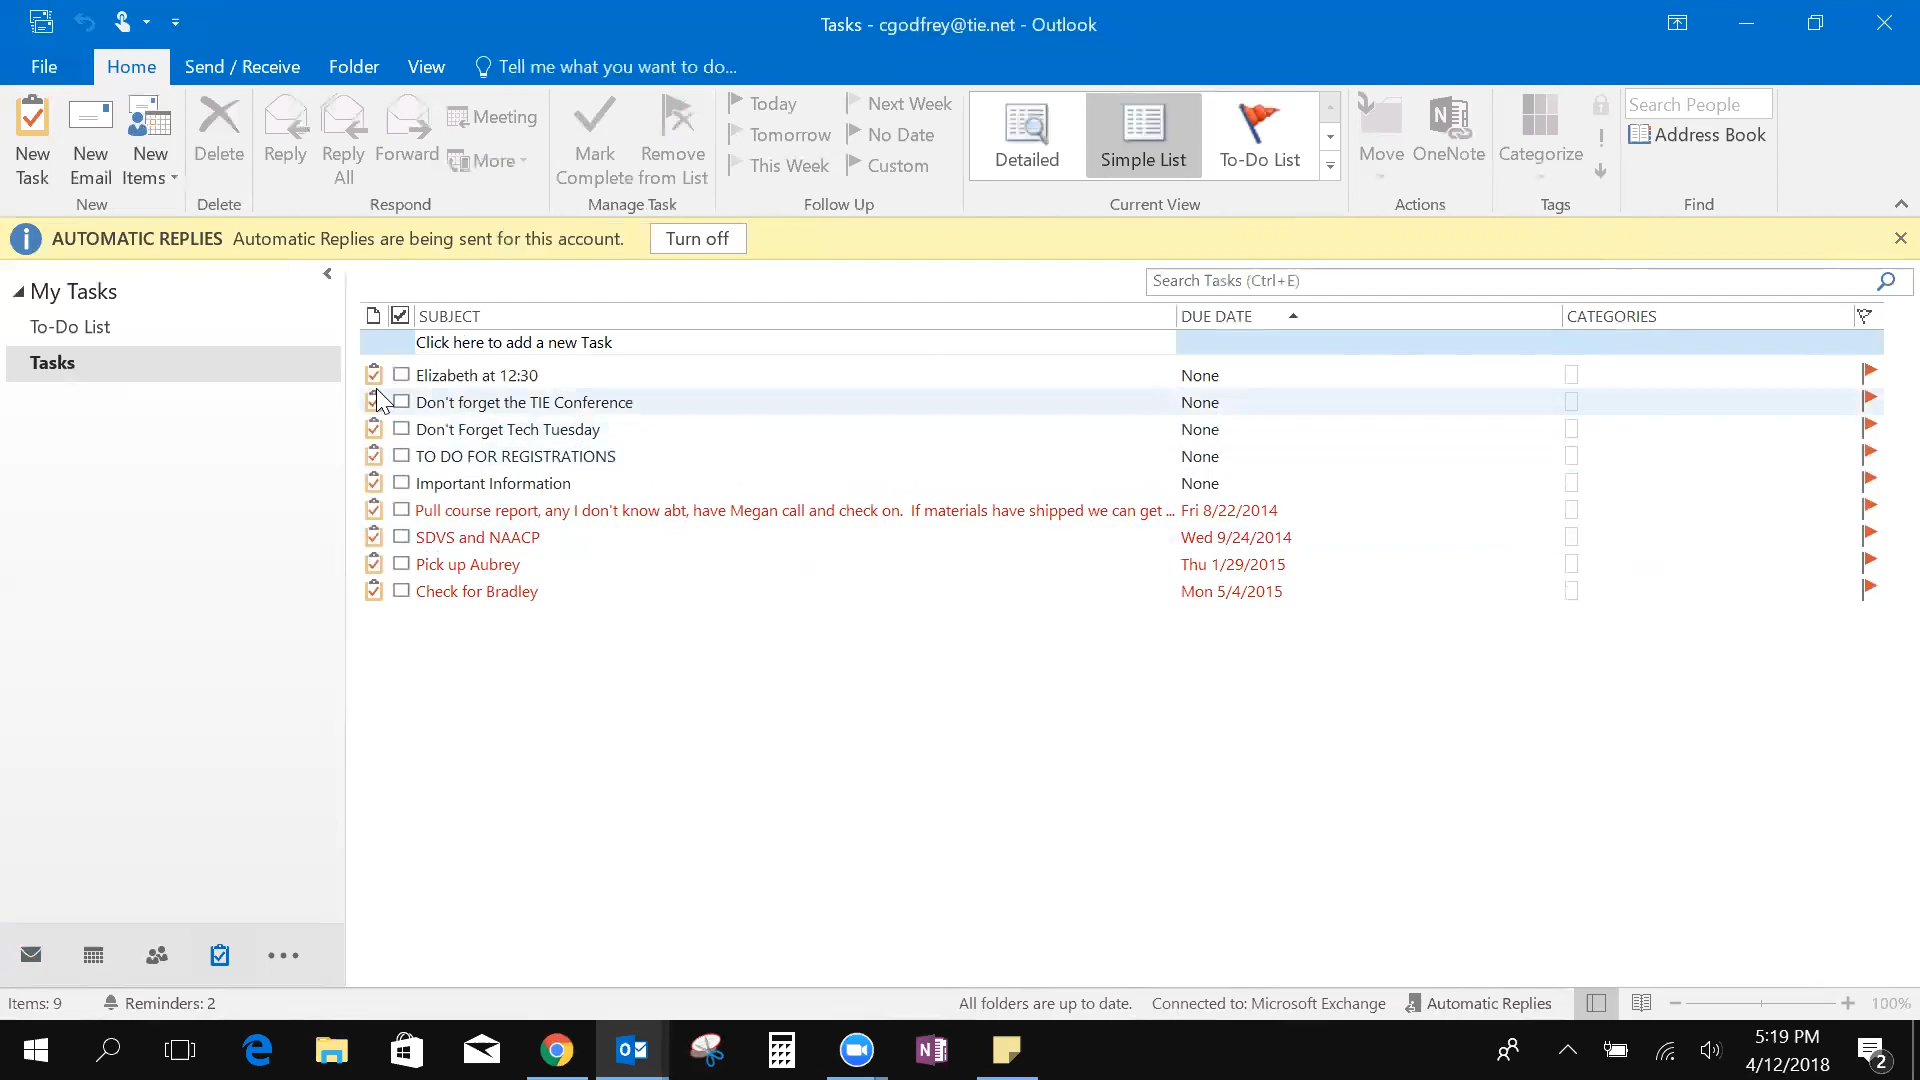 Tasks - cgodfrey@tie.net - Outlook
File Home Send / Receive Folder View Tell me what you want to do...
New Task
New Email
New Items
Delete
Reply
Reply All
Forward
Meeting
More
Mark Complete
Remove from List
Today
Tomorrow
This Week
Next Week
No Date
Custom
Detailed
Simple List
To-Do List
Move
OneNote
Categorize
Search People
Address Book
New Delete Respond Manage Task Follow Up Current View Actions Tags Find
AUTOMATIC REPLIES Automatic Replies are being sent for this account. Turn off
My Tasks
To-Do List
Tasks
Search Tasks (Ctrl+E)
SUBJECT DUE DATE CATEGORIES
Click here to add a new Task
Elizabeth at 12:30 None
Don't forget the TIE Conference None
Don't Forget Tech Tuesday None
TO DO FOR REGISTRATIONS None
Important Information None
Pull course report, any I don't know abt, have Megan call and check on. If materials have shipped we can get ... Fri 8/22/2014
SDVS and NAACP Wed 9/24/2014
Pick up Aubrey Thu 1/29/2015
Check for Bradley Mon 5/4/2015
Items: 9 Reminders: 2 All folders are up to date. Connected to: Microsoft Exchange Automatic Replies 100%
5:19 PM
4/12/2018
2